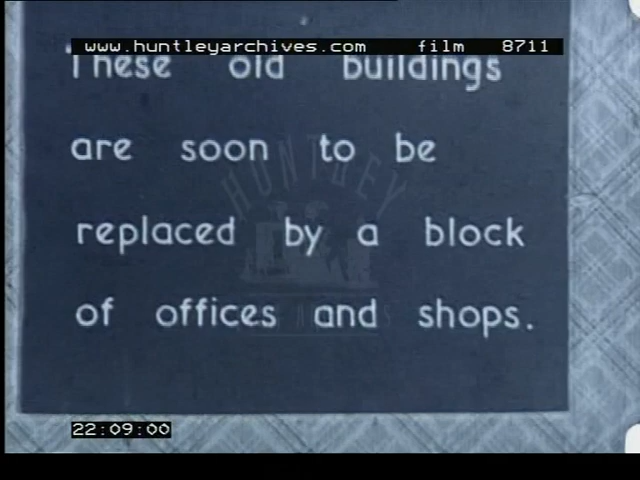 www.huntleyarchives.com film 8711
These old buildings
are soon to be
HUNTLEY
replaced by a block
of offices and shops.
22:09:00